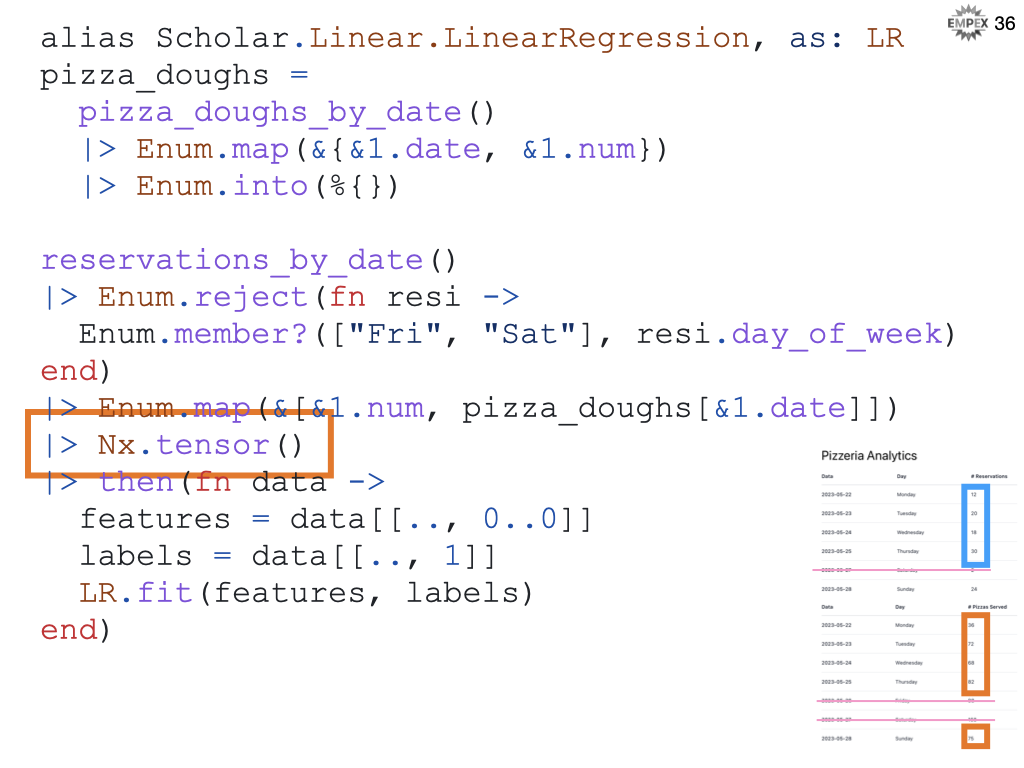 EMPEX 36
alias Scholar.Linear.LinearRegression, as: LR
pizza_doughs =
  pizza_doughs_by_date()
  |> Enum.map(&{&1.date, &1.num})
  |> Enum.into(%{})
reservations_by_date()
|> Enum.reject(fn resi ->
  Enum.member?(["Fri", "Sat"], resi.day_of_week)
end)
|> Enum.map(&[&1.num, pizza_doughs[&1.date]])
|> Nx.tensor()
|> then(fn data ->
  features = data[[.., 0..0]]
  labels = data[[.., 1]]
  LR.fit(features, labels)
end)
Pizzeria Analytics
Date Day # Reservations
2023-05-22 Monday 12
2023-05-23 Tuesday 20
2023-05-24 Wednesday 18
2023-05-25 Thursday 30
2023-05-27 Saturday
2023-05-28 Sunday 24
Date Day # Pizzas Served
2023-05-22 Monday 36
2023-05-23 Tuesday 72
2023-05-24 Wednesday 68
2023-05-25 Thursday 82
Friday
2023-05-27 Saturday
2023-05-28 Sunday 75